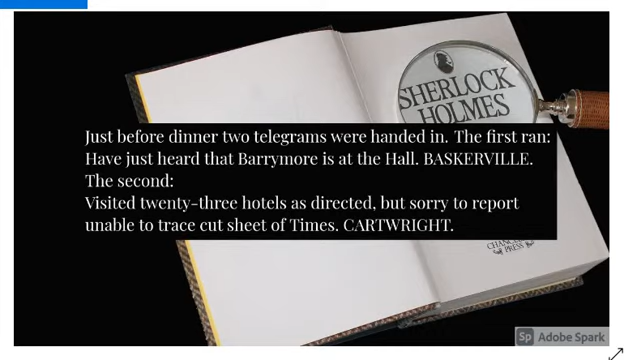 SHERLOCK
HOLMES
Just before dinner two telegrams were handed in. The first ran:
Have just heard that Barrymore is at the Hall. BASKERVILLE.
The second:
Visited twenty-three hotels as directed, but sorry to report
unable to trace cut sheet of Times. CARTWRIGHT.
PRESS
Sp Adobe Spark